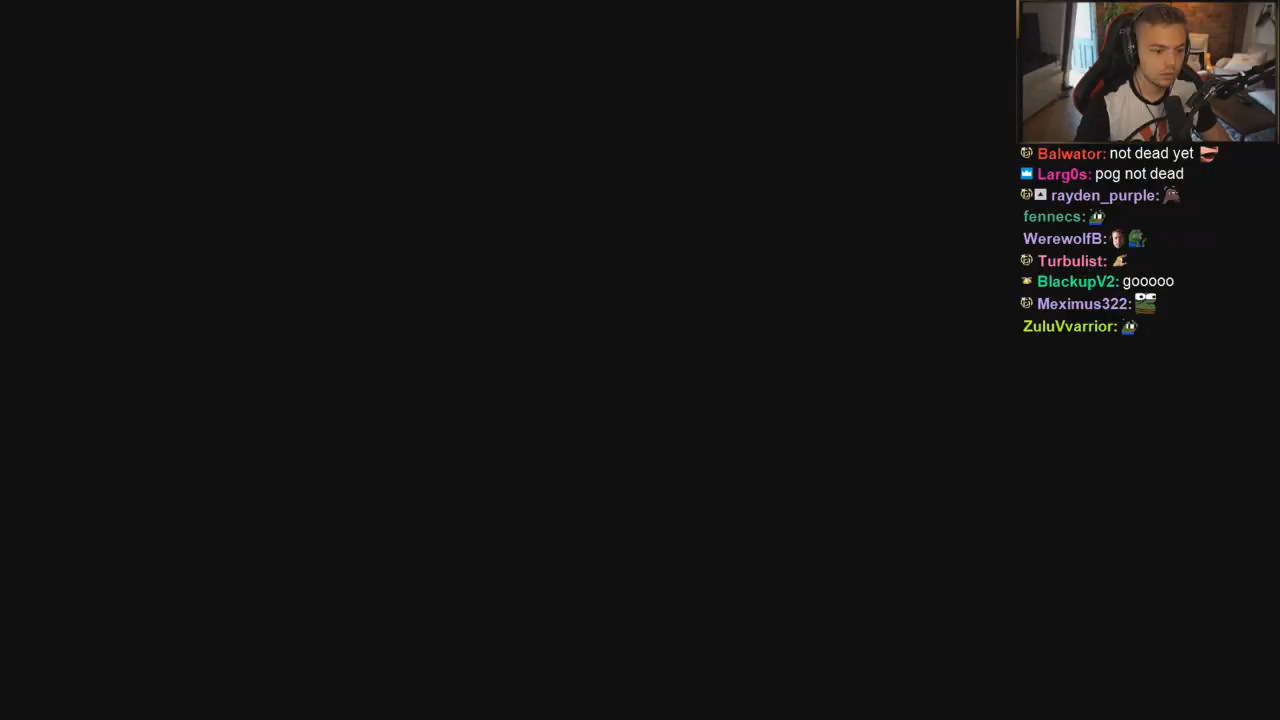 Balwator: not dead yet
Larg0s: pog not dead
rayden_purple:
fennecs:
WerewolfB:
Turbulist:
BlackupV2: gooooo
Meximus322:
ZuluVvarrior: